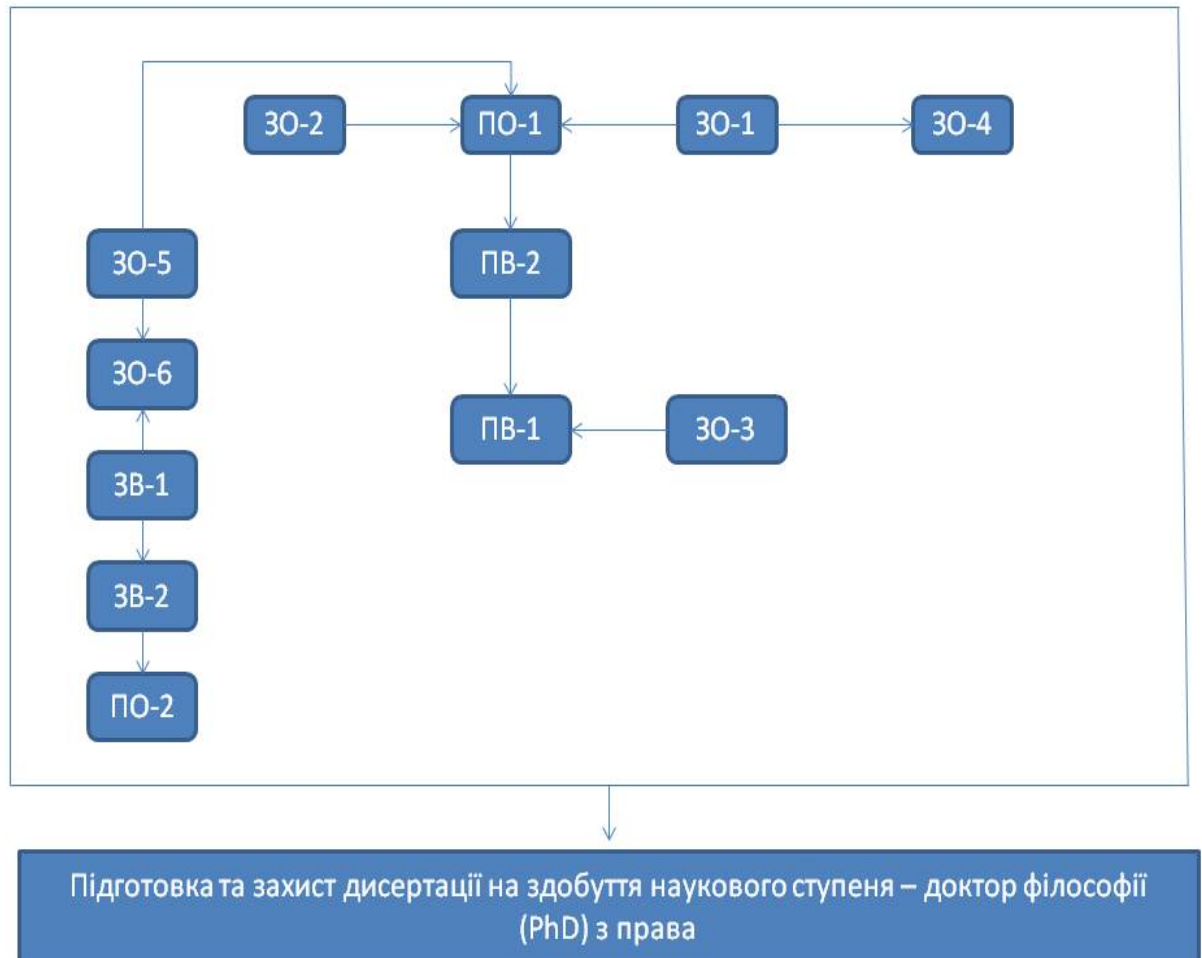 ЗО-2
ПО-1
ЗО-1
ЗО-4
ЗО-5
ПВ-2
ЗО-6
ПВ-1
ЗО-3
ЗВ-1
ЗВ-2
ПО-2
Підготовка та захист дисертації на здобуття наукового ступеня – доктор філософії
(PhD) з права